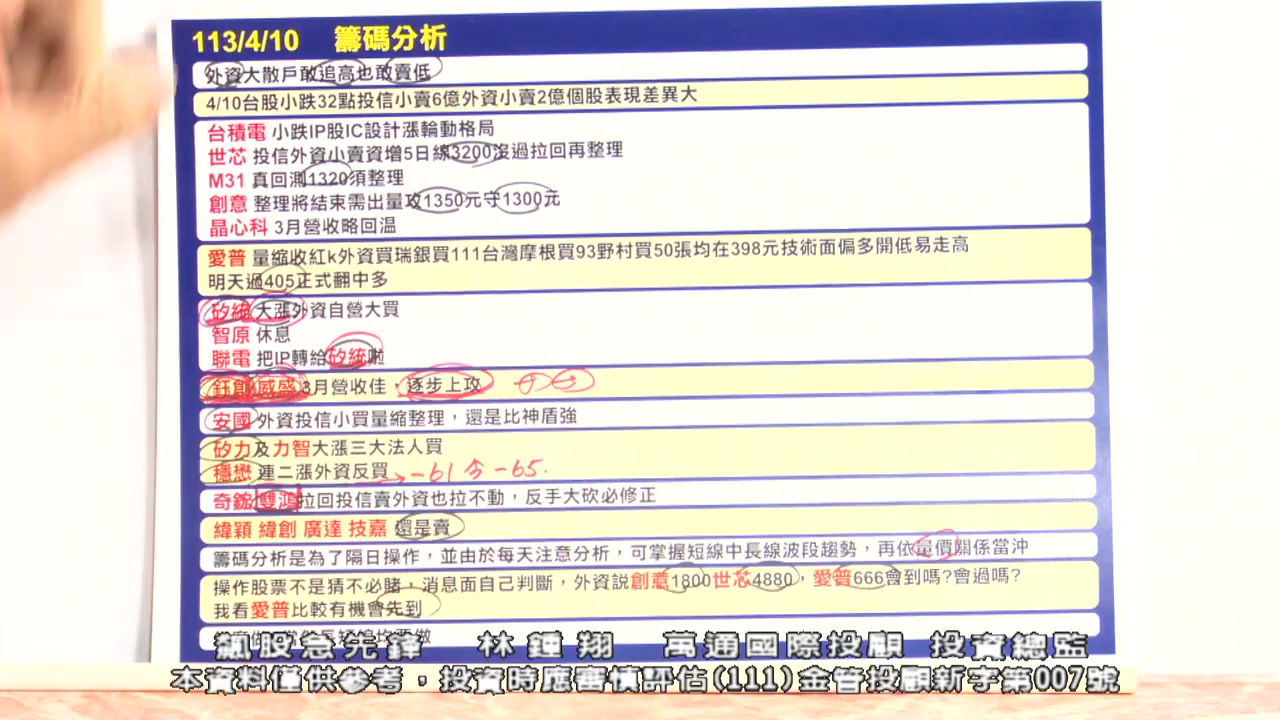 113/4/10 籌碼分析
外資大散戶敢追高也敢賣低
4/10台股小跌32點投信小賣6億外資小賣2億個股表現差異大
台積電 小跌IP股IC設計漲輪動格局
世芯 投信外資小賣資增5日線3200沒過拉回再整理
M31 真回測1320須整理
創意 整理將結束需出量攻1350元守1300元
晶心科 3月營收略回溫
愛普 量縮收紅k外資買瑞銀買111台灣摩根買93野村買50張均在398元技術面偏多開低易走高
明天過405正式翻中多
矽統 大漲外資自營大買
智原 休息
聯電 把IP轉給矽統啦
鈺創威盛 3月營收佳，逐步上攻
安國 外資投信小買量縮整理，還是比神盾強
矽力及力智大漲三大法人買
穩懋 連二漲外資反買 → -61 今 -65.
奇鋐雙鴻拉回投信賣外資也拉不動，反手大砍必修正
緯穎 緯創 廣達 技嘉 還是賣
籌碼分析是為了隔日操作，並由於每天注意分析，可掌握短線中長線波段趨勢，再依量價關係當沖
操作股票不是猜不必賭，消息面自己判斷，外資説創意1800世芯4880，愛普666會到嗎?會過嗎?
我看愛普比較有機會先到
飆股急先鋒 林鍾翔 萬通國際投顧 投資總監
本資料僅供參考，投資時應審慎評估(111)金管投顧新字第007號